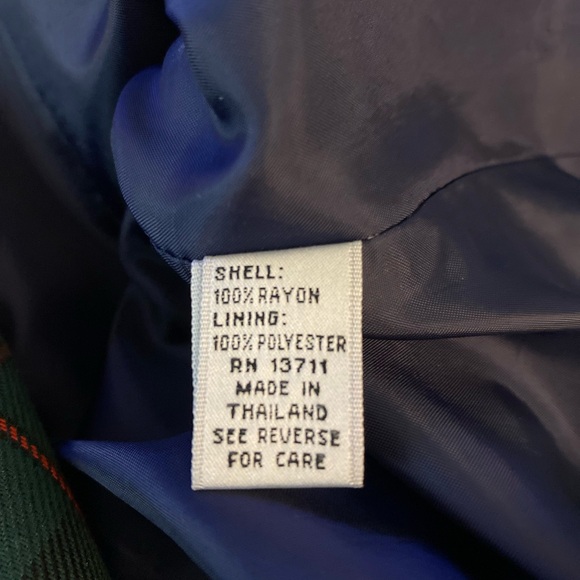 SHELL:
100% RAYON
LINING:
100% POLYESTER
RN 13711
MADE IN
THAILAND
SEE REVERSE
FOR CARE